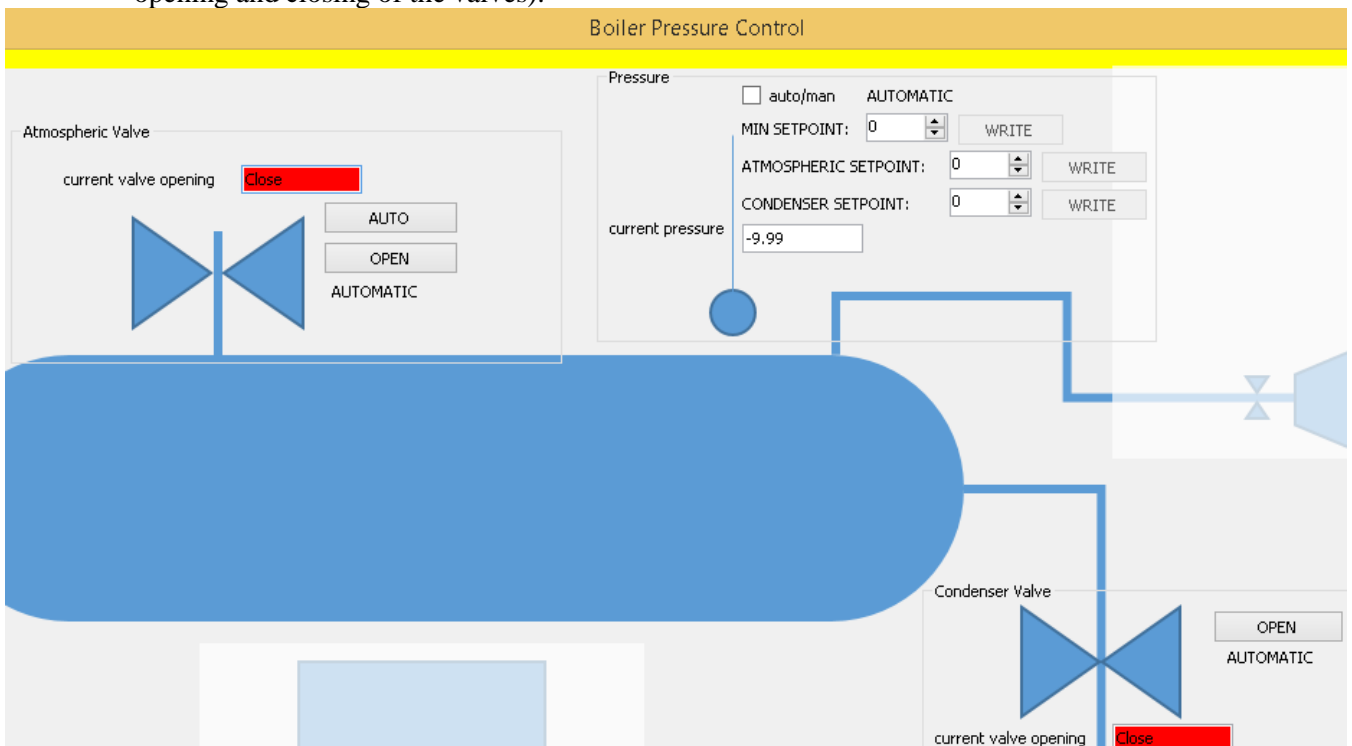 opening and closing of the valves).
Boiler Pressure Control
Pressure
auto/man AUTOMATIC
MIN SETPOINT: 0 WRITE
ATMOSPHERIC SETPOINT: 0 WRITE
CONDENSER SETPOINT: 0 WRITE
current pressure -9.99
Atmospheric Valve
current valve opening Close
AUTO
OPEN
AUTOMATIC
Condenser Valve
OPEN
AUTOMATIC
current valve opening Close